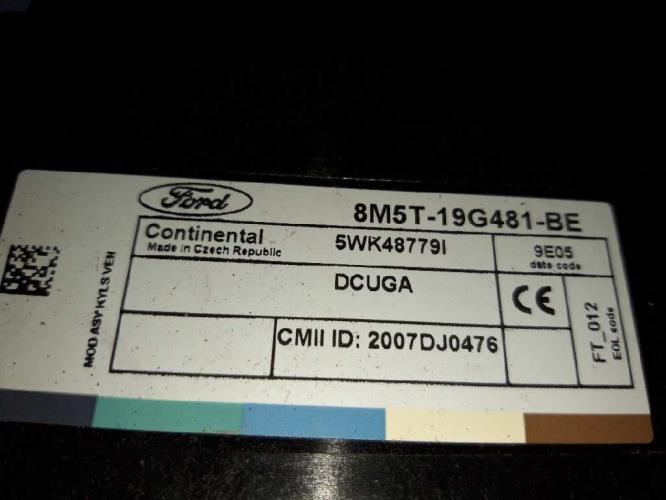 Ford
8M5T-19G481-BE
Continental
Made in Czech Republic
5WK48779I
9E05
date code
DCUGA
CE
CMII ID: 2007DJ0476
FT_012
EOL code
MOD ASY KYLS VEH